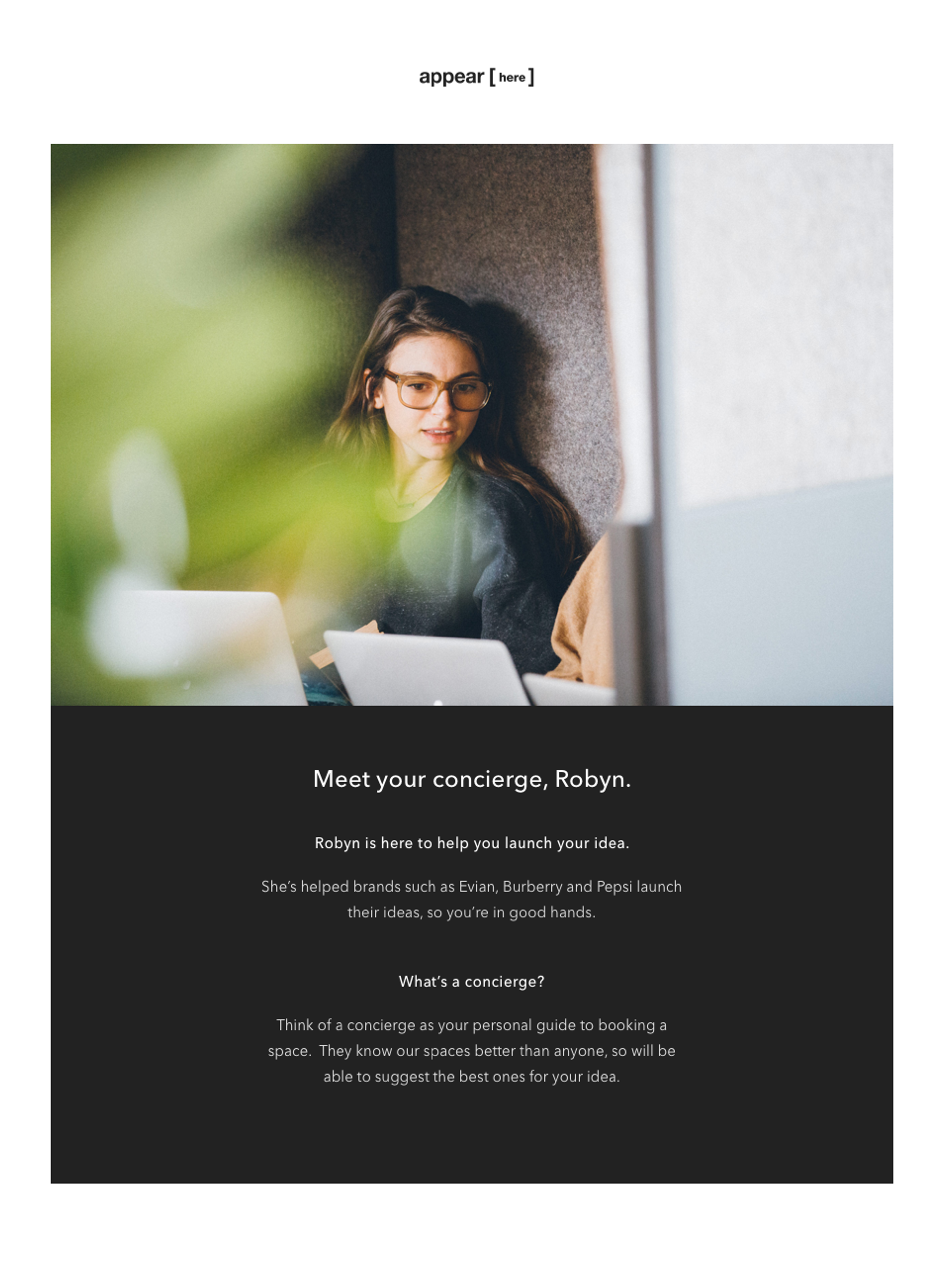 appear [ here ]
Meet your concierge, Robyn.
Robyn is here to help you launch your idea.
She’s helped brands such as Evian, Burberry and Pepsi launch
their ideas, so you’re in good hands.
What’s a concierge?
Think of a concierge as your personal guide to booking a
space.  They know our spaces better than anyone, so will be
able to suggest the best ones for your idea.